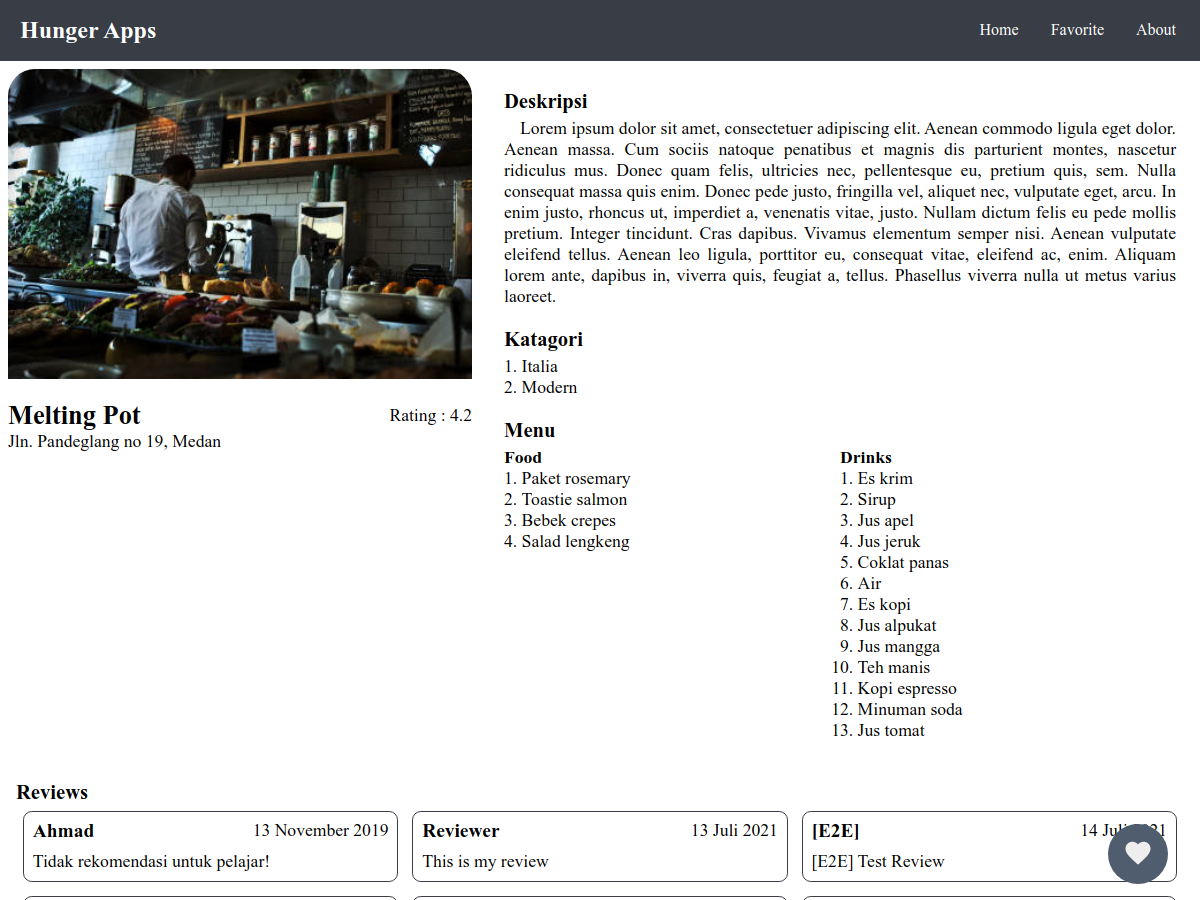 Hunger Apps
Home Favorite About
Melting Pot
Rating : 4.2
Jln. Pandeglang no 19, Medan
Deskripsi
Lorem ipsum dolor sit amet, consectetuer adipiscing elit. Aenean commodo ligula eget dolor.
Aenean massa. Cum sociis natoque penatibus et magnis dis parturient montes, nascetur
ridiculus mus. Donec quam felis, ultricies nec, pellentesque eu, pretium quis, sem. Nulla
consequat massa quis enim. Donec pede justo, fringilla vel, aliquet nec, vulputate eget, arcu. In
enim justo, rhoncus ut, imperdiet a, venenatis vitae, justo. Nullam dictum felis eu pede mollis
pretium. Integer tincidunt. Cras dapibus. Vivamus elementum semper nisi. Aenean vulputate
eleifend tellus. Aenean leo ligula, porttitor eu, consequat vitae, eleifend ac, enim. Aliquam
lorem ante, dapibus in, viverra quis, feugiat a, tellus. Phasellus viverra nulla ut metus varius
laoreet.
Katagori
1. Italia
2. Modern
Menu
Food
1. Paket rosemary
2. Toastie salmon
3. Bebek crepes
4. Salad lengkeng
Drinks
1. Es krim
2. Sirup
3. Jus apel
4. Jus jeruk
5. Coklat panas
6. Air
7. Es kopi
8. Jus alpukat
9. Jus mangga
10. Teh manis
11. Kopi espresso
12. Minuman soda
13. Jus tomat
Reviews
Ahmad 13 November 2019
Tidak rekomendasi untuk pelajar!
Reviewer 13 Juli 2021
This is my review
[E2E] 14
[E2E] Test Review